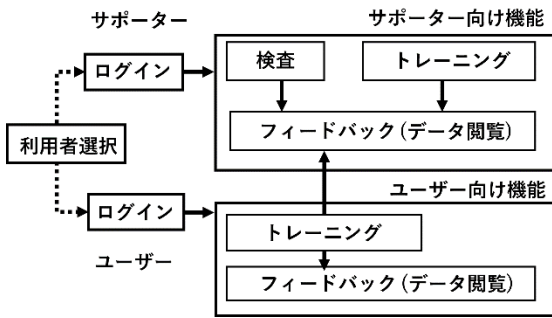 サポーター
サポーター向け機能
ログイン
検査
トレーニング
フィードバック(データ閲覧)
利用者選択
ユーザー向け機能
ログイン
トレーニング
ユーザー
フィードバック(データ閲覧)